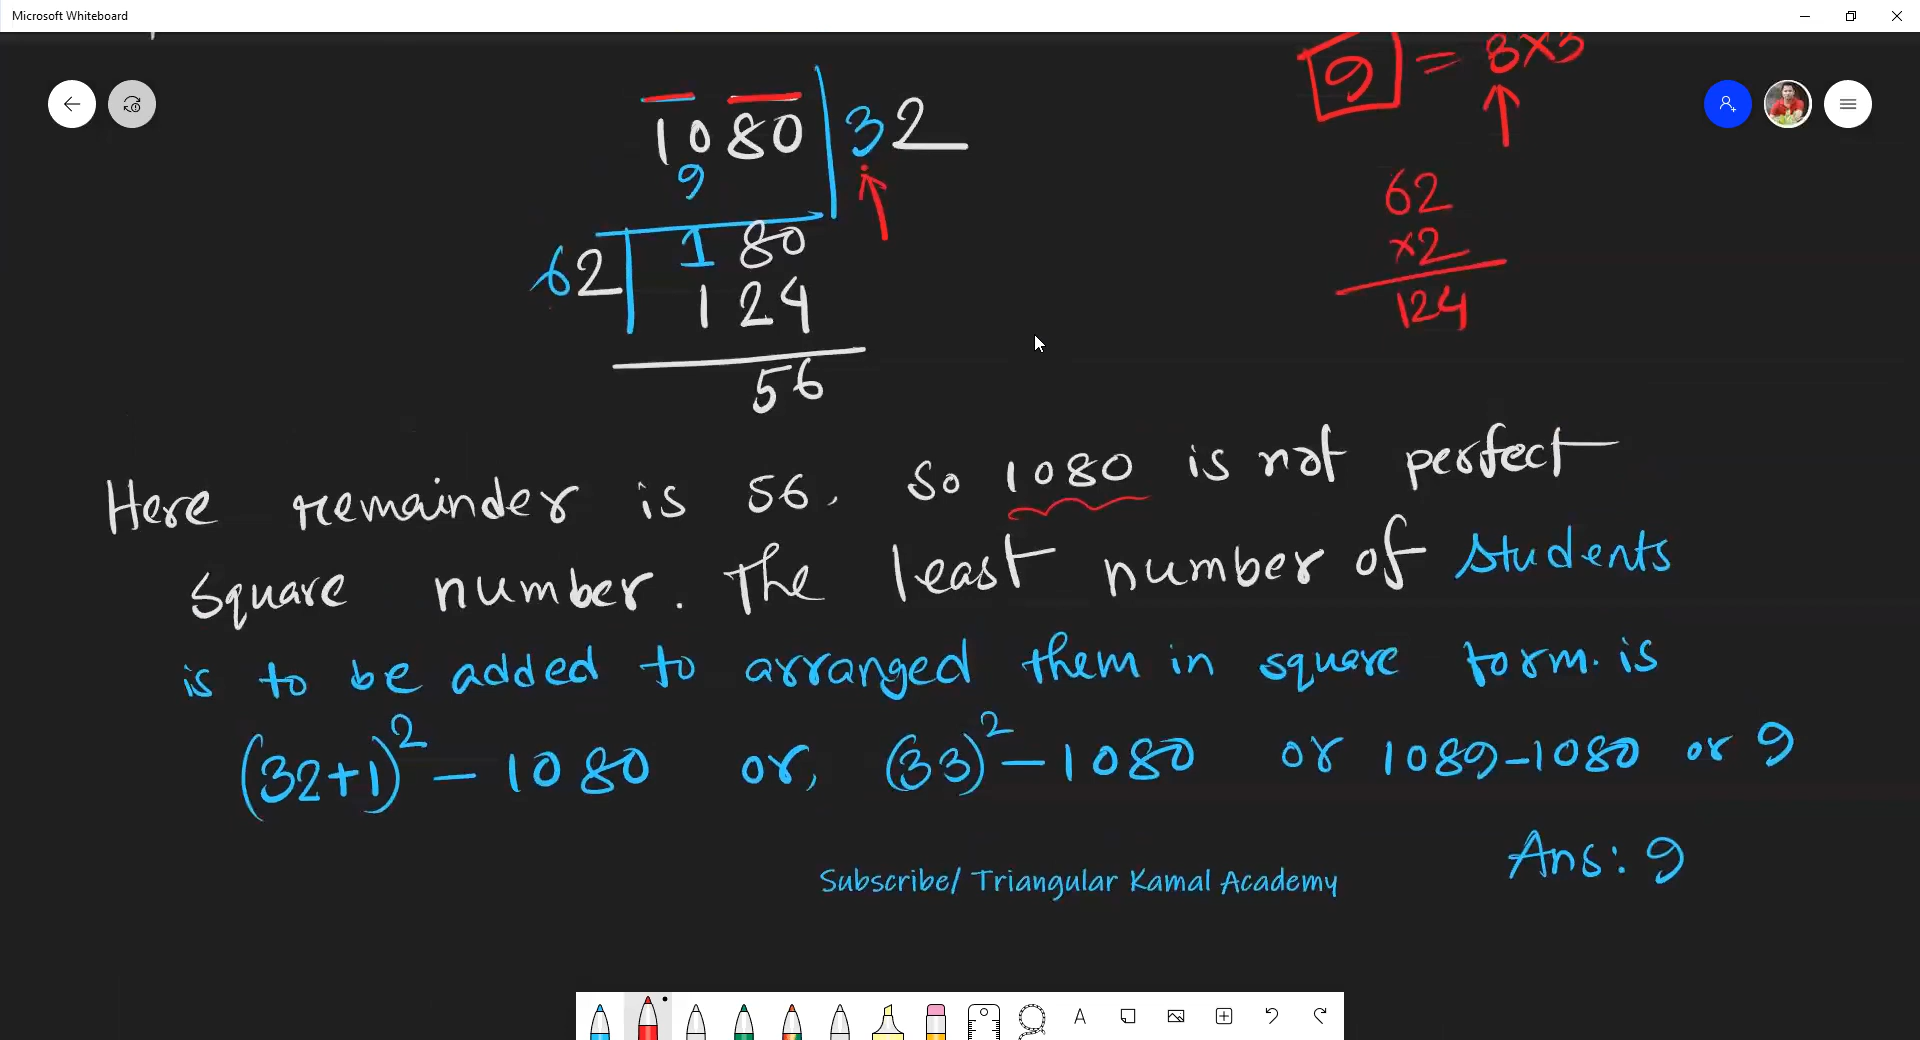 Microsoft Whiteboard
9 = 8×3
1080 32
9
62 180
124
56
62
×2
124
Here remainder is 56. So 1080 is not perfect
square number. The least number of students
is to be added to arranged them in square form. is
(32+1)² - 1080 or, (33)² - 1080 or 1089-1080 or 9
Ans: 9
Subscribe/ Triangular Kamal Academy
A